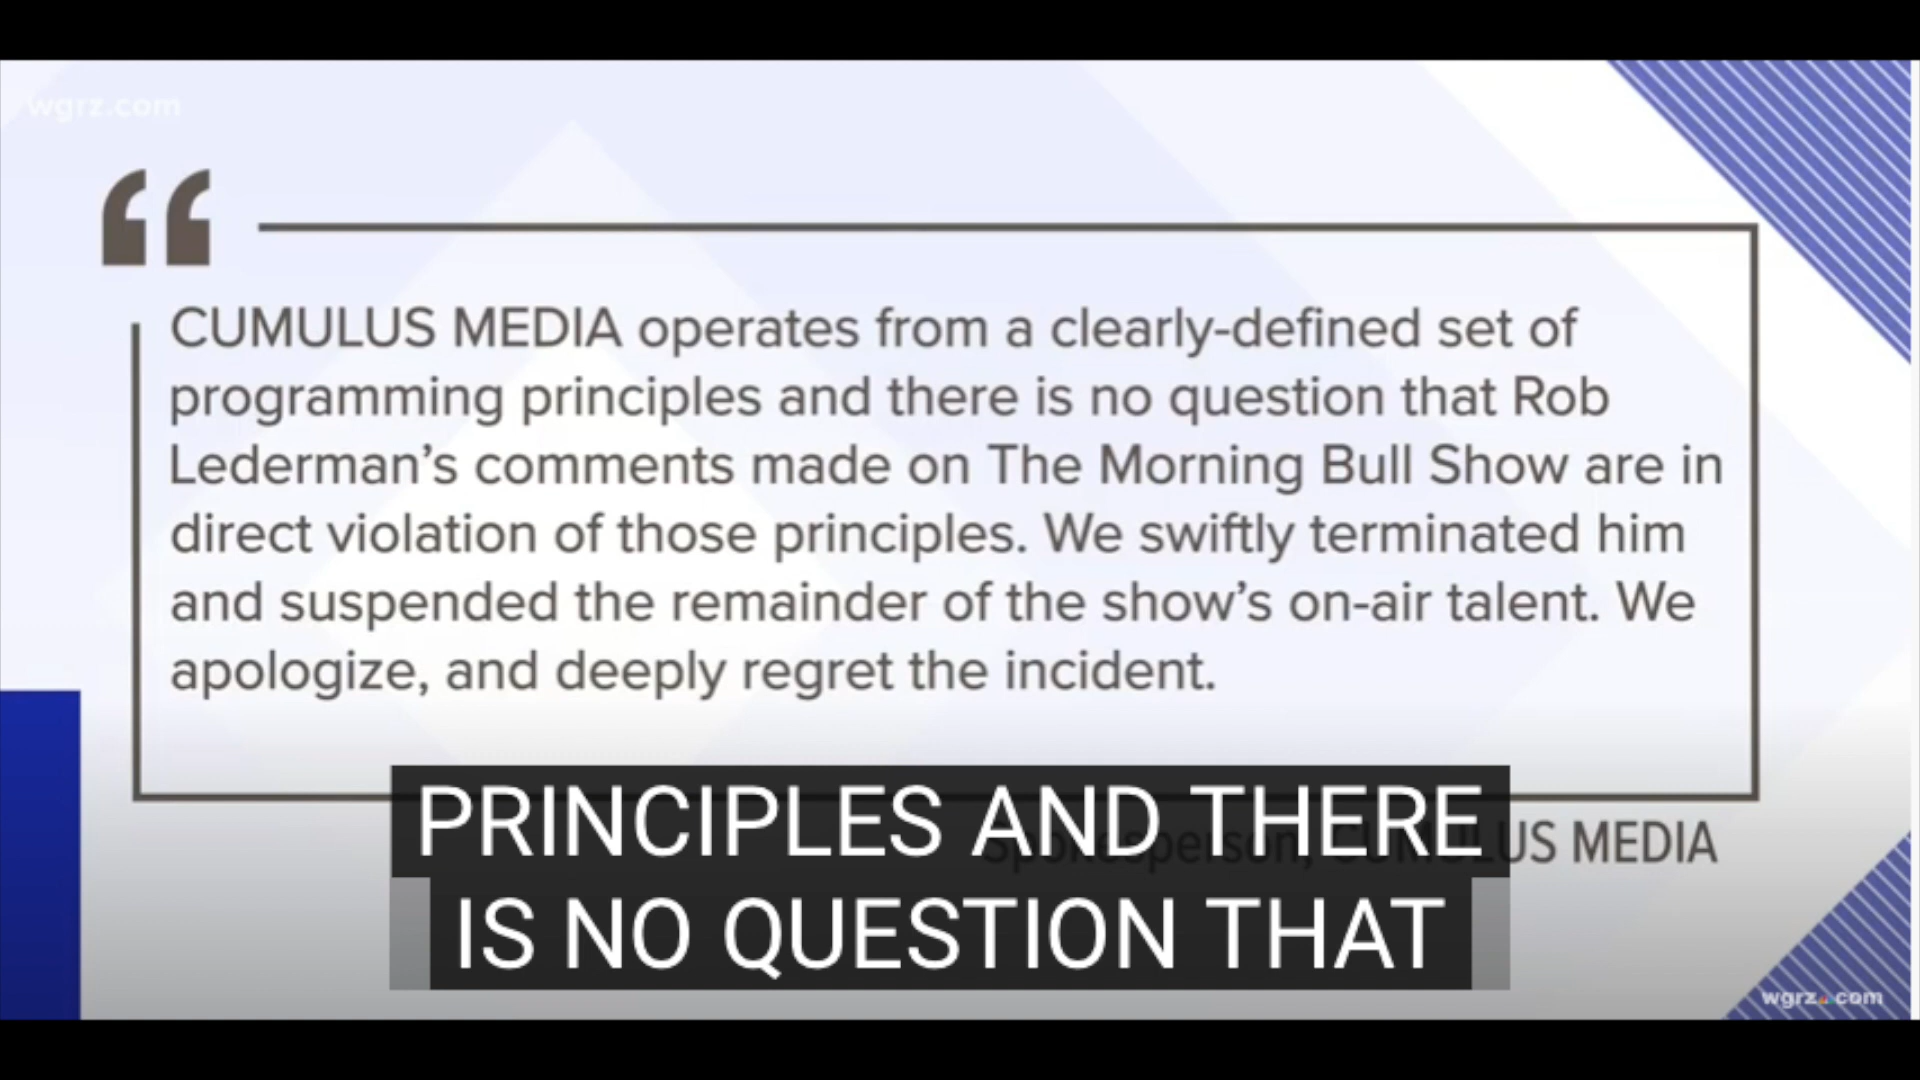 wgrz.com
“
CUMULUS MEDIA operates from a clearly-defined set of
programming principles and there is no question that Rob
Lederman’s comments made on The Morning Bull Show are in
direct violation of those principles. We swiftly terminated him
and suspended the remainder of the show’s on-air talent. We
apologize, and deeply regret the incident.
Spokesperson, CUMULUS MEDIA
PRINCIPLES AND THERE
IS NO QUESTION THAT
wgrz.com